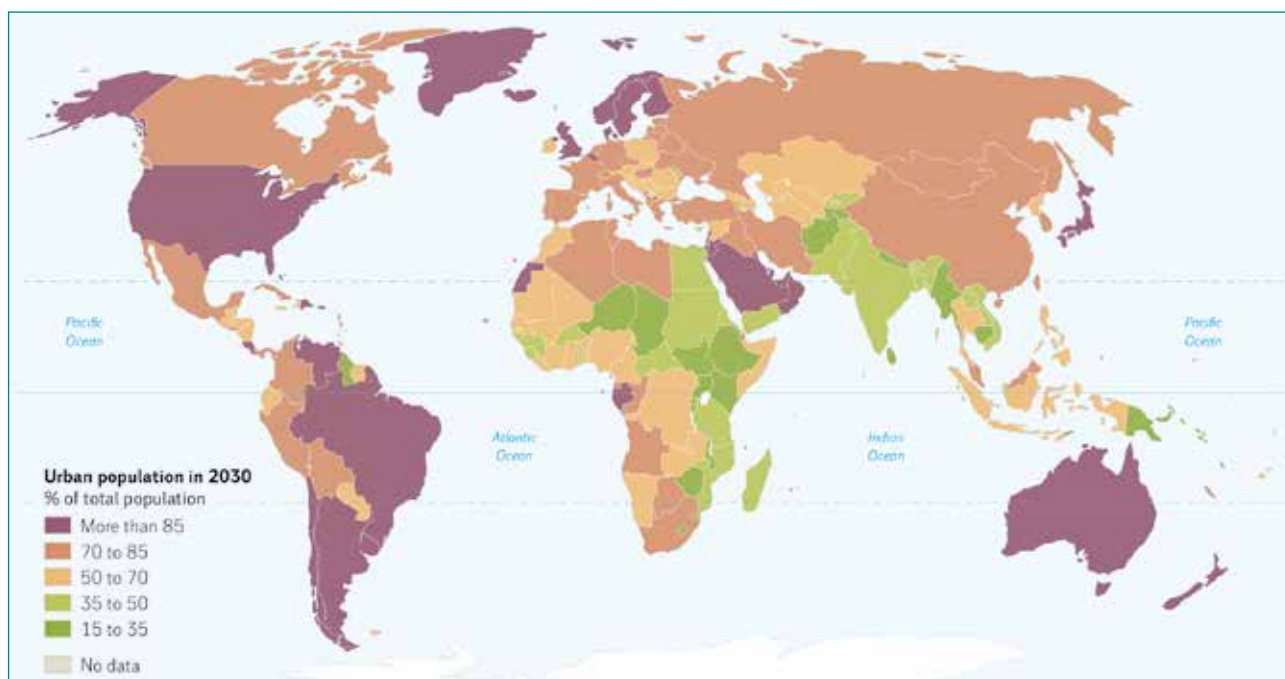 Pacific
Ocean
Pacific
Ocean
Atlantic
Ocean
Indian
Ocean
Urban population in 2030
% of total population
More than 85
70 to 85
50 to 70
35 to 50
15 to 35
No data